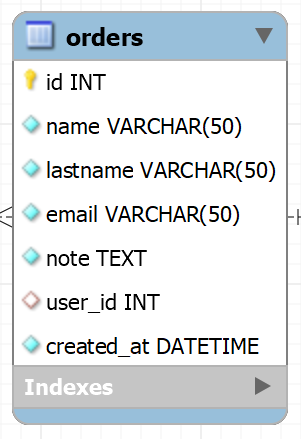 orders
id INT
name VARCHAR(50)
lastname VARCHAR(50)
email VARCHAR(50)
note TEXT
user_id INT
created_at DATETIME
Indexes